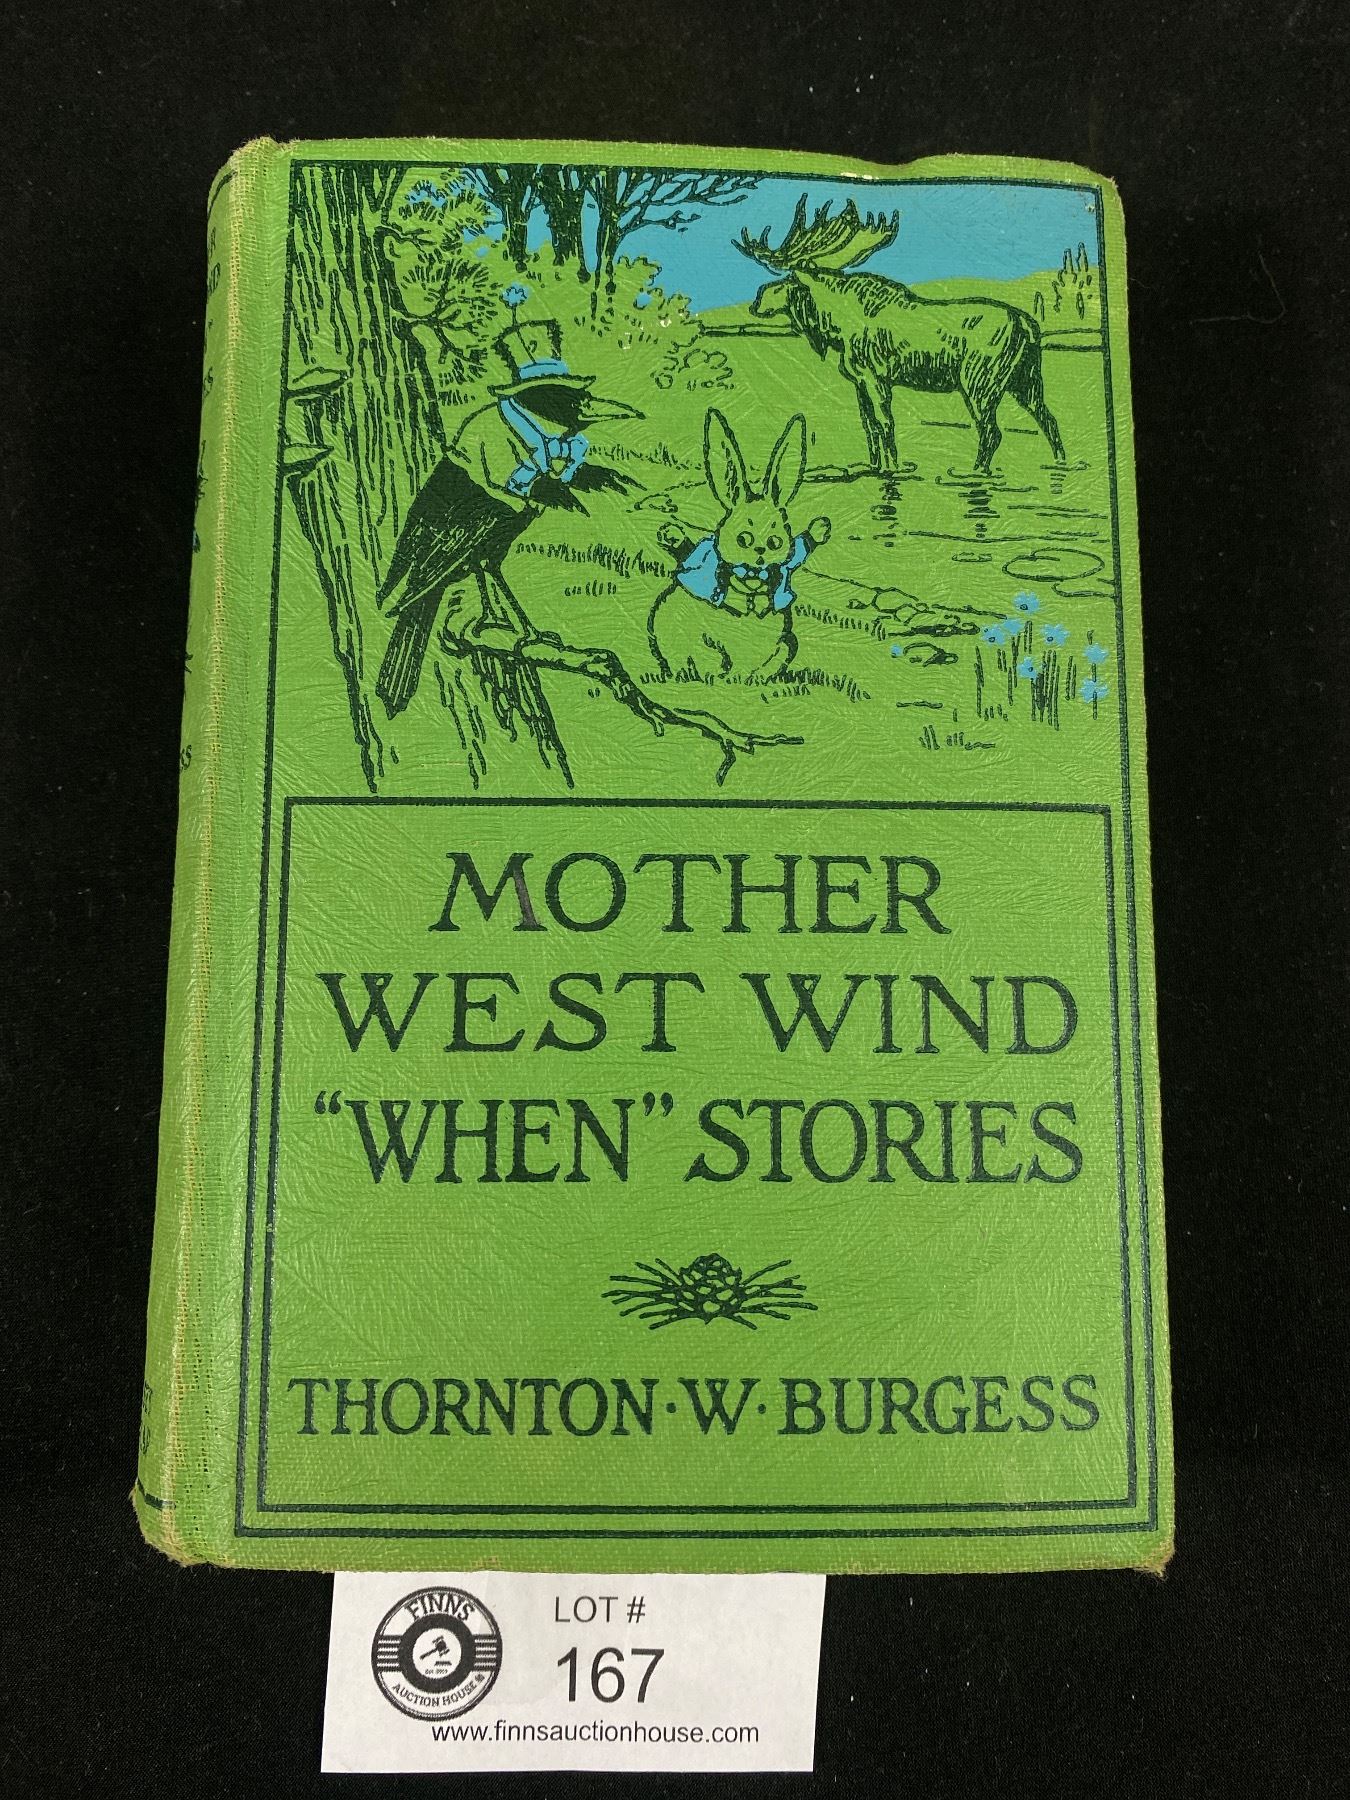 MOTHER
WEST WIND
"WHEN" STORIES
THORNTON·W·BURGESS
FINNS
AUCTION HOUSE
LOT #
167
www.finnsauctionhouse.com